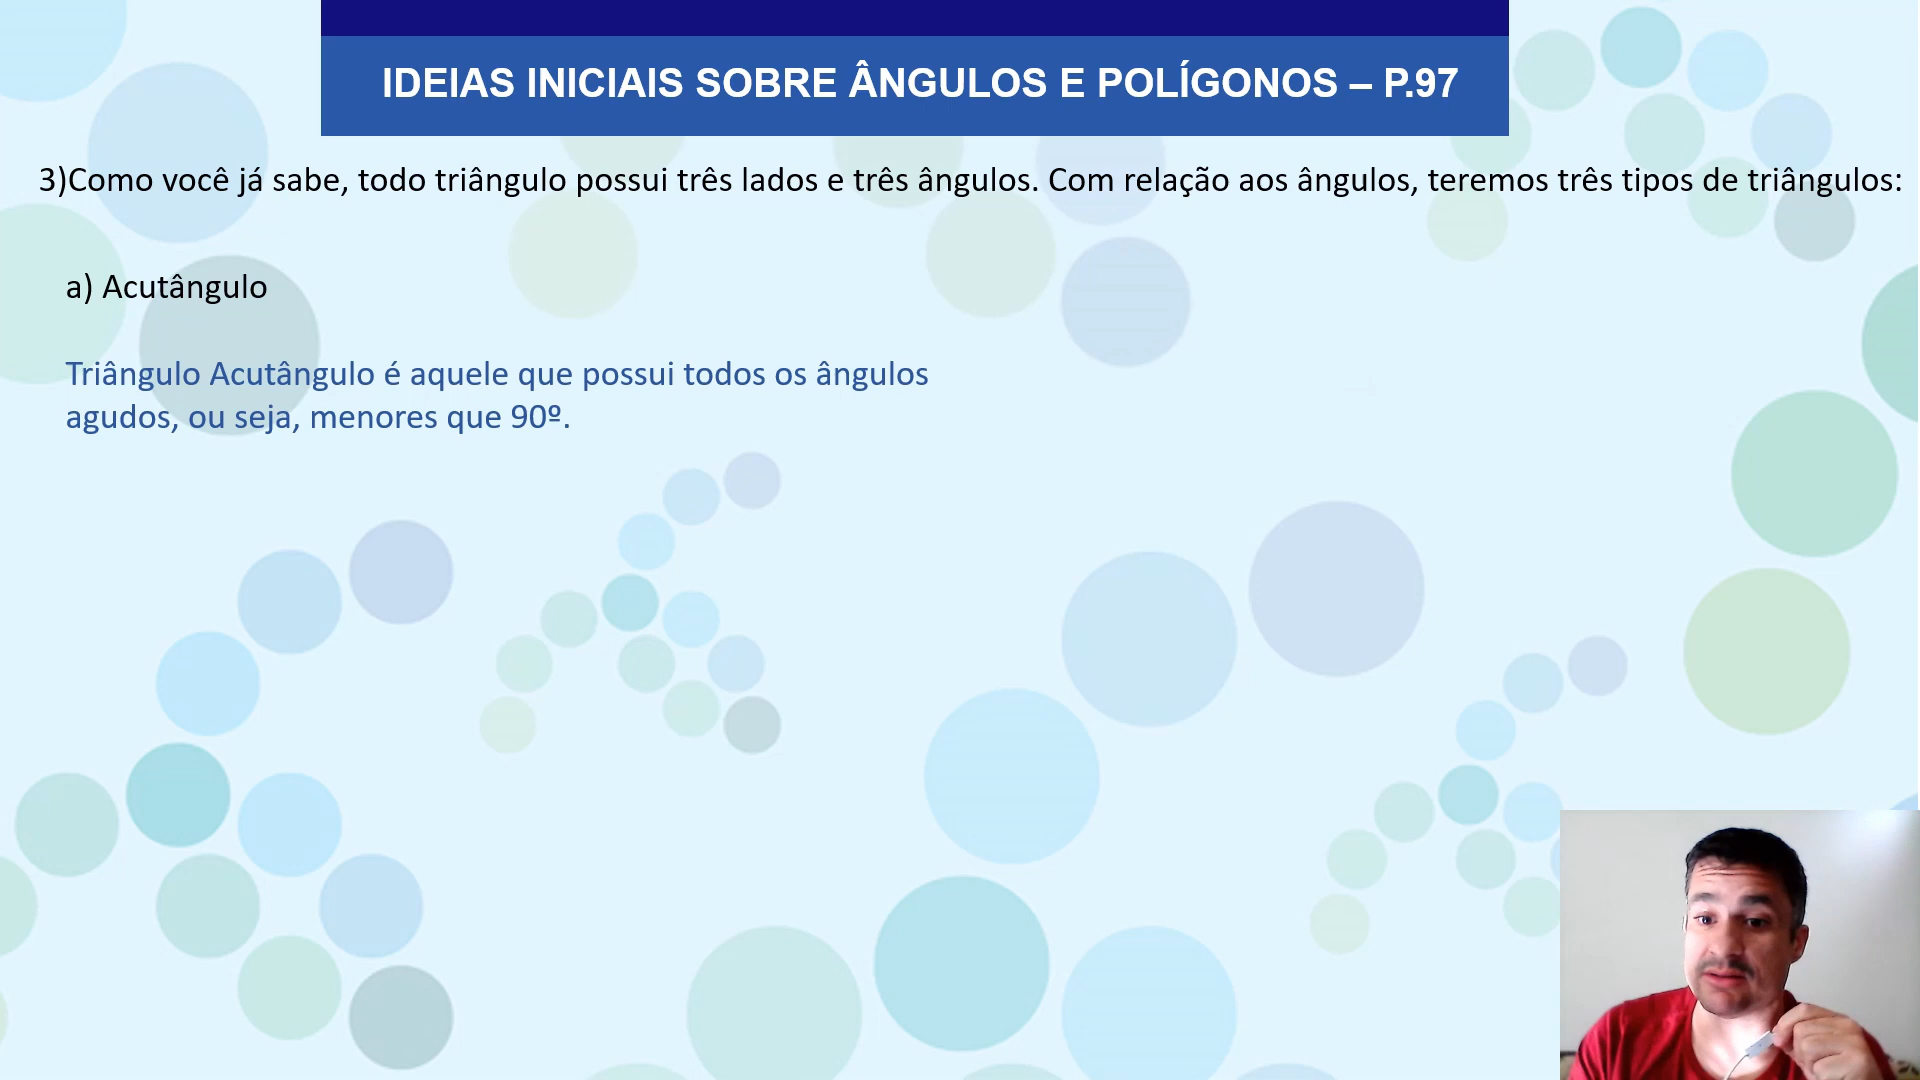 IDEIAS INICIAIS SOBRE ÂNGULOS E POLÍGONOS – P.97
3)Como você já sabe, todo triângulo possui três lados e três ângulos. Com relação aos ângulos, teremos três tipos de triângulos:
a) Acutângulo
Triângulo Acutângulo é aquele que possui todos os ângulos
agudos, ou seja, menores que 90º.